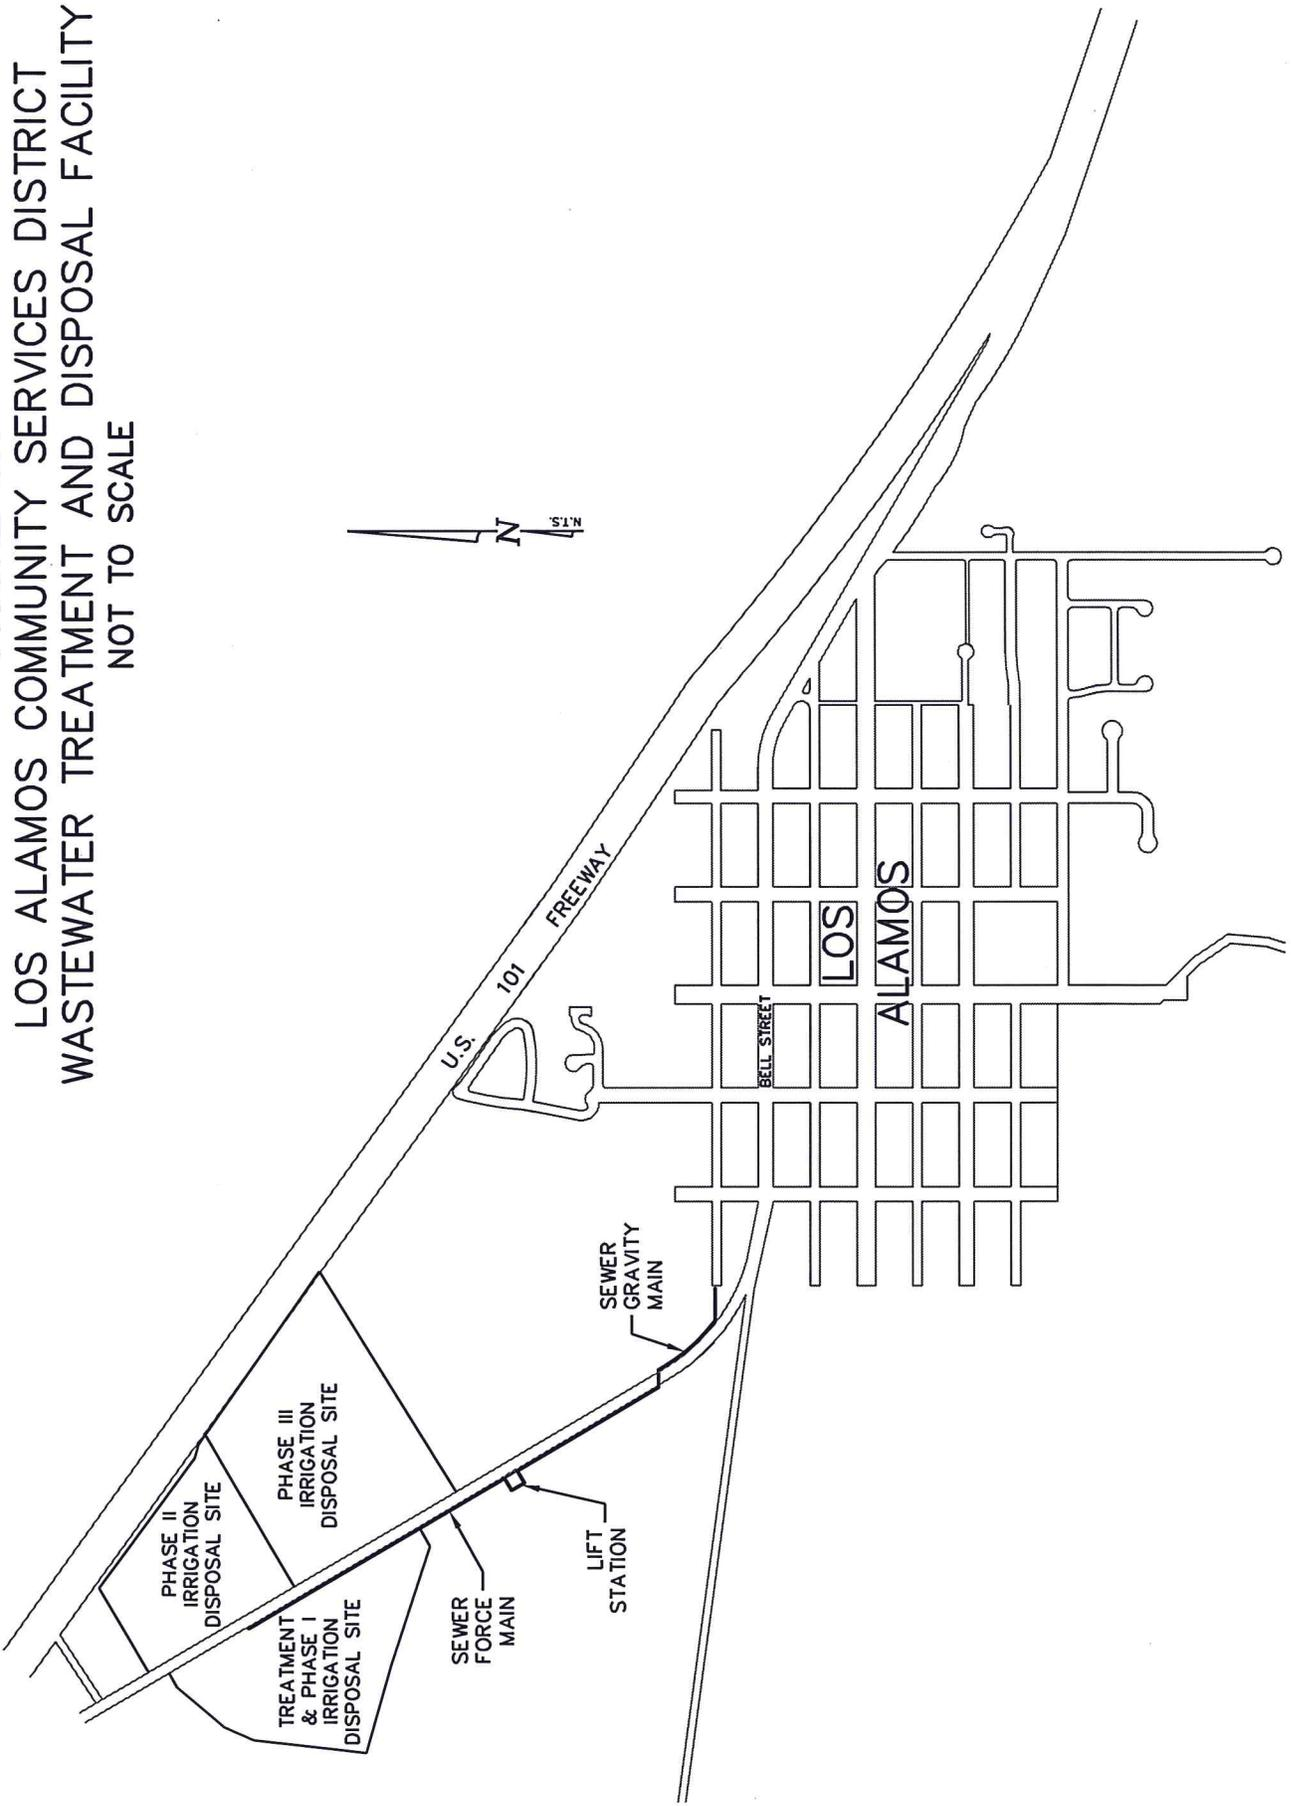 LOS ALAMOS COMMUNITY SERVICES DISTRICT
WASTEWATER TREATMENT AND DISPOSAL FACILITY
NOT TO SCALE
N
N.T.S.
U.S. 101 FREEWAY
PHASE II
IRRIGATION
DISPOSAL SITE
PHASE III
IRRIGATION
DISPOSAL SITE
TREATMENT
& PHASE I
IRRIGATION
DISPOSAL SITE
SEWER
FORCE
MAIN
LIFT
STATION
SEWER
GRAVITY
MAIN
BELL STREET
LOS
ALAMOS